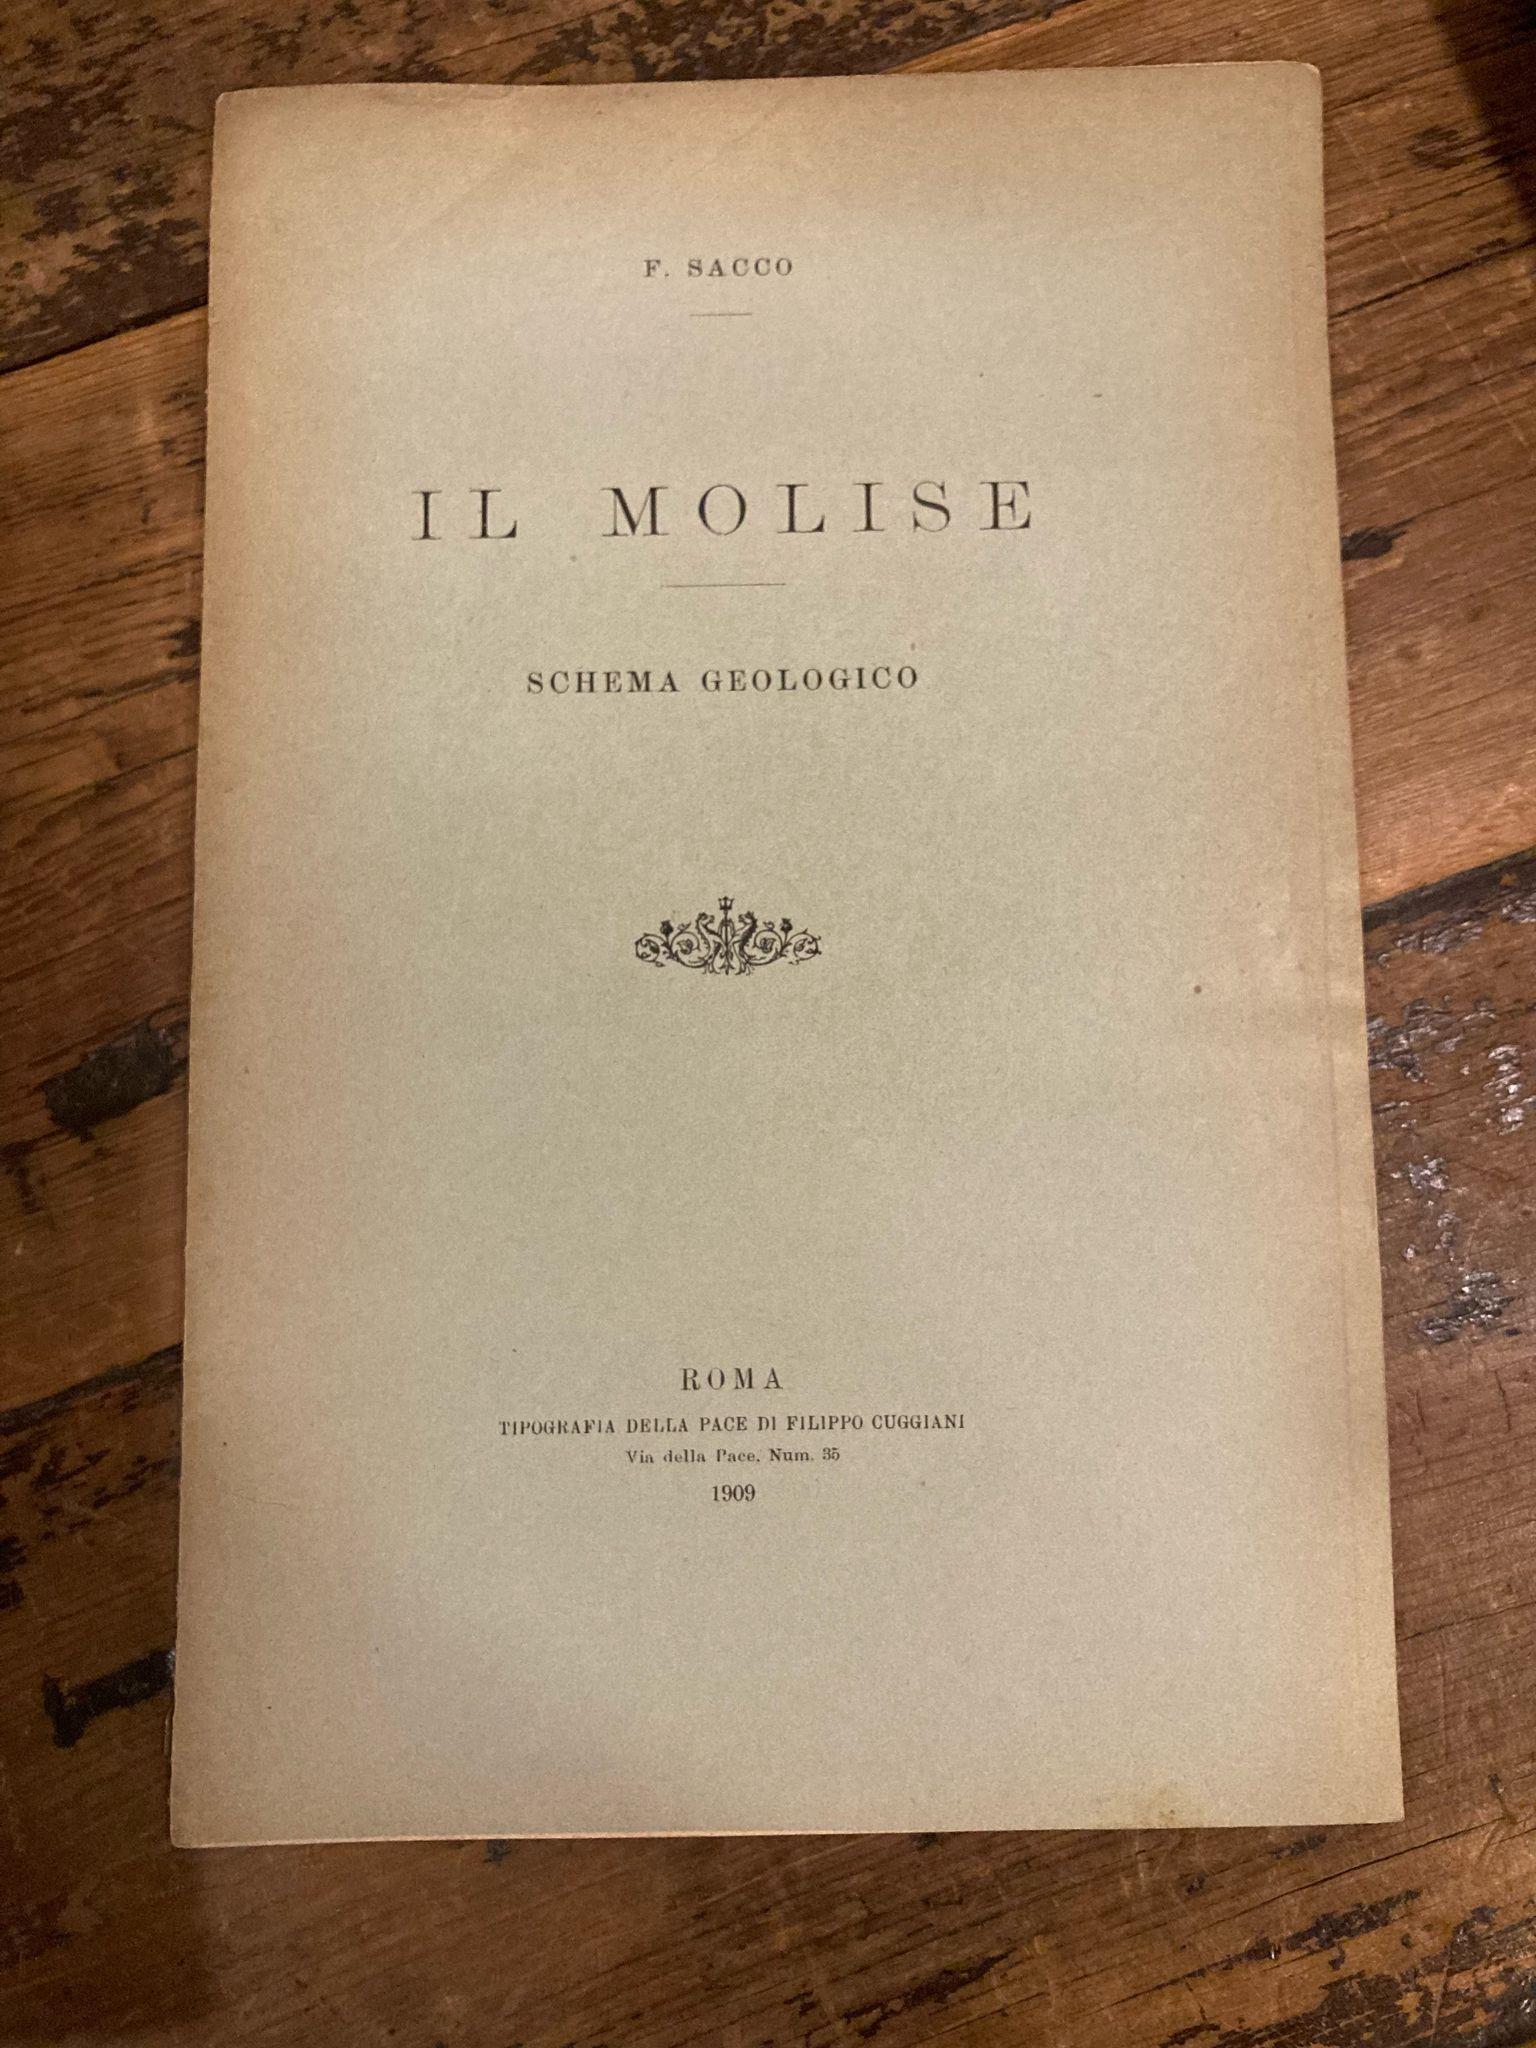 F. SACCO
IL MOLISE
SCHEMA GEOLOGICO
ROMA
TIPOGRAFIA DELLA PACE DI FILIPPO CUGGIANI
Via della Pace, Num. 35
1909